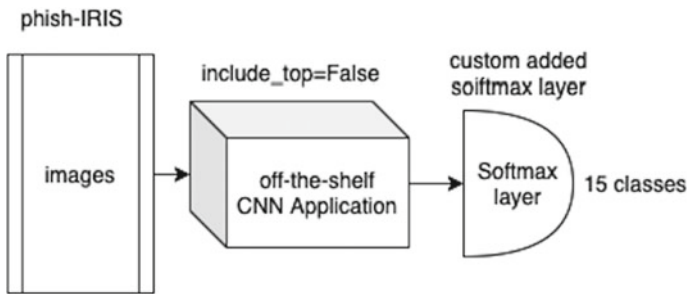 phish-IRIS
images
include_top=False
off-the-shelf
CNN Application
custom added
soiftmax layer
Softmax
layer
15 classes